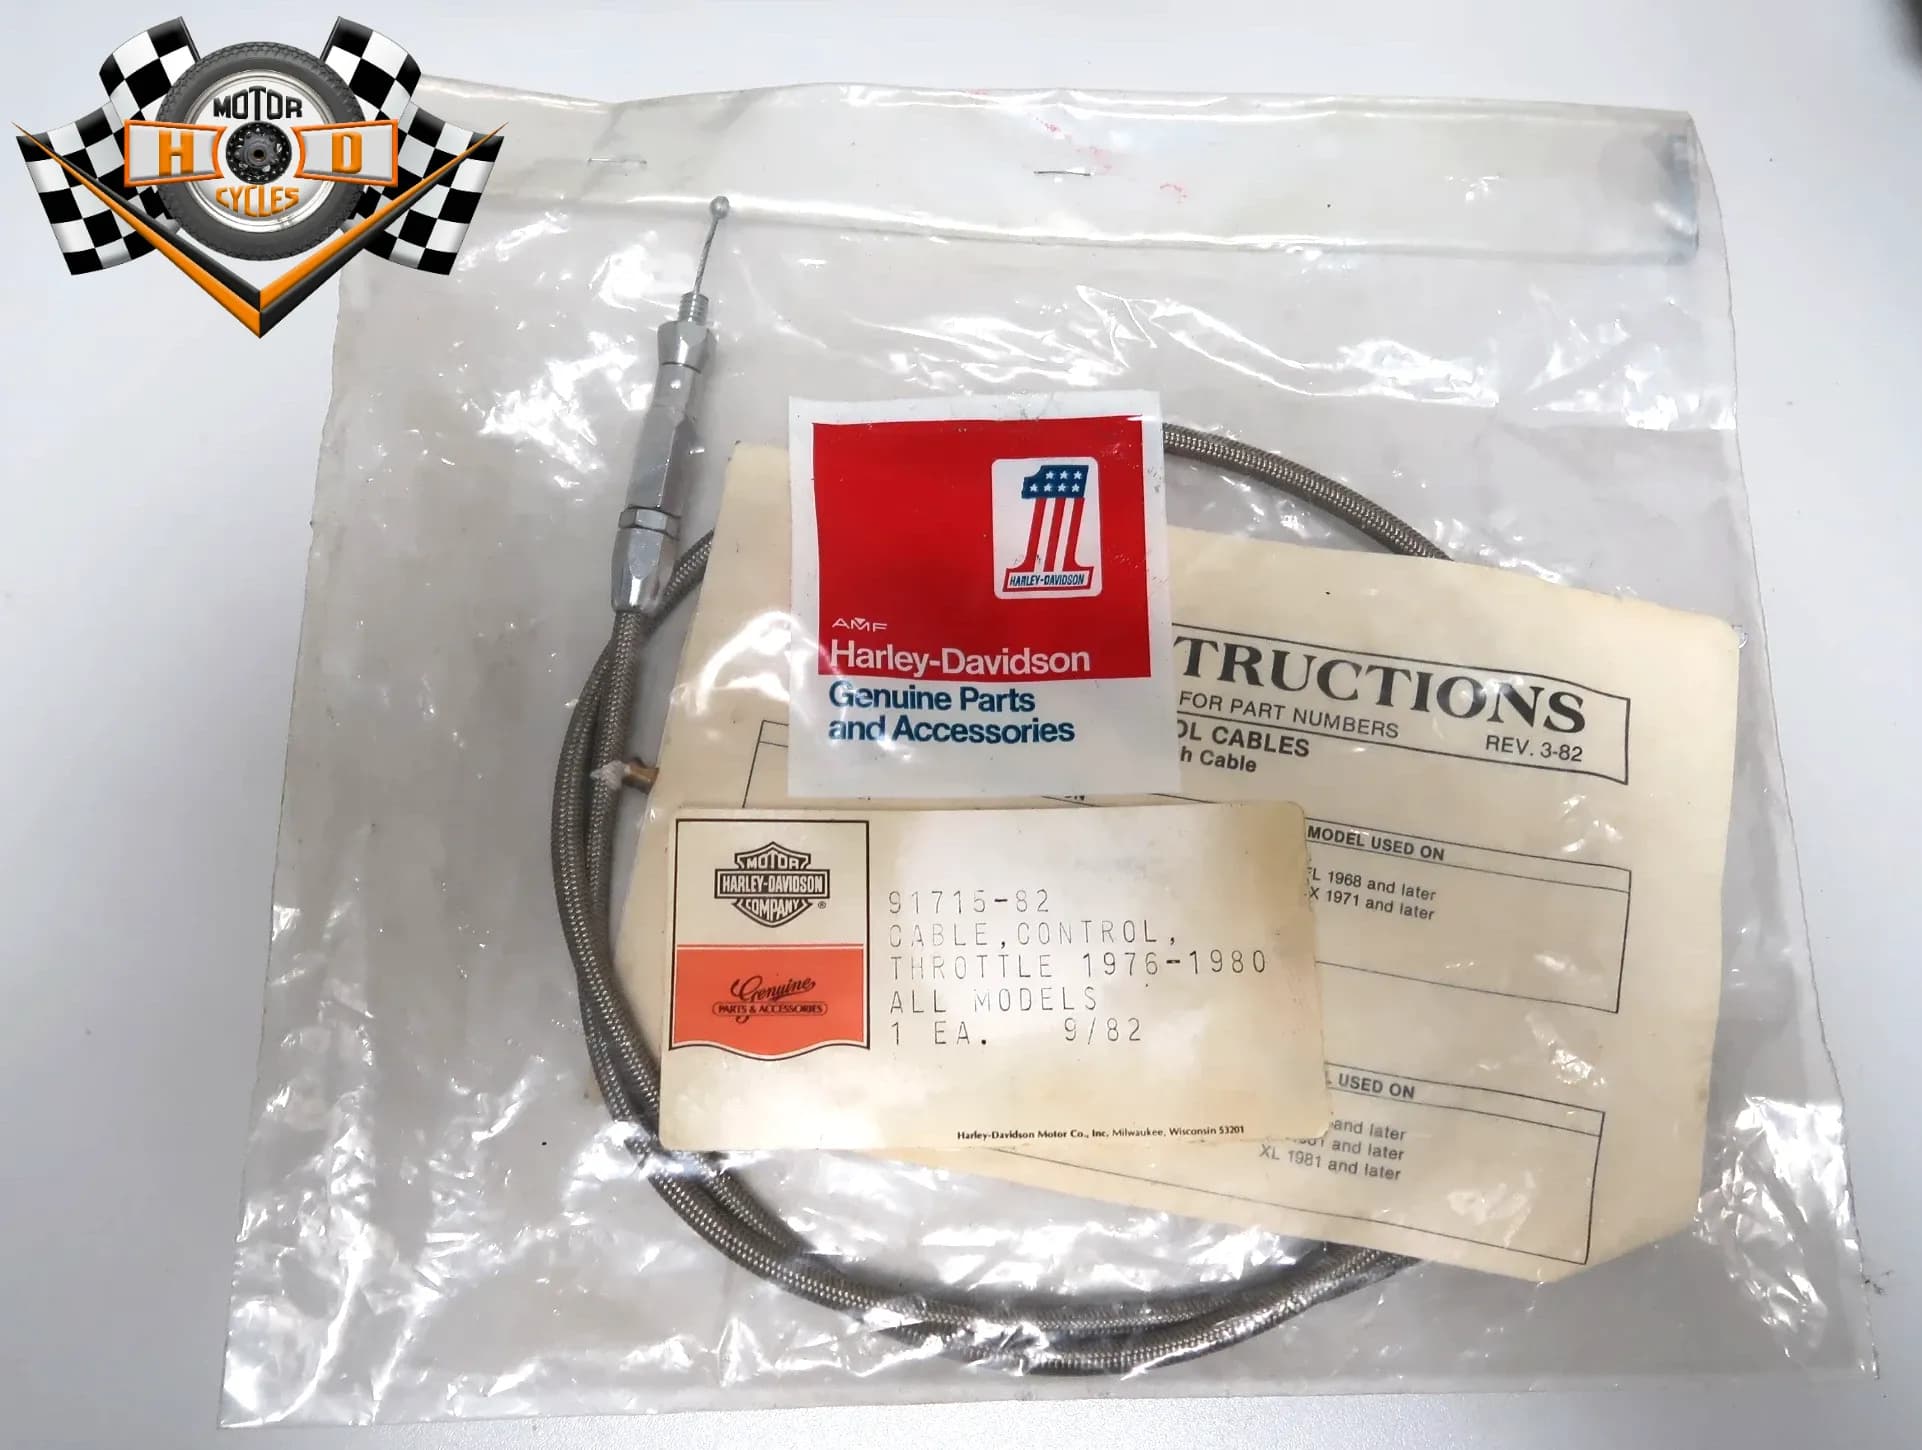 MOTOR
H D
CYCLES
1
HARLEY-DAVIDSON
AMF
Harley-Davidson
Genuine Parts
and Accessories
TRUCTIONS
FOR PART NUMBERS
REV. 3-82
OL CABLES
h Cable
ON
MODEL USED ON
FL 1968 and later
X 1971 and later
MOTOR
HARLEY-DAVIDSON
COMPANY
®
Genuine
PARTS & ACCESSORIES
91715-82
CABLE,CONTROL,
THROTTLE 1976-1980
ALL MODELS
1 EA. 9/82
Harley-Davidson Motor Co., Inc, Milwaukee, Wisconsin 53201
USED ON
and later
and later
XL 1981 and later